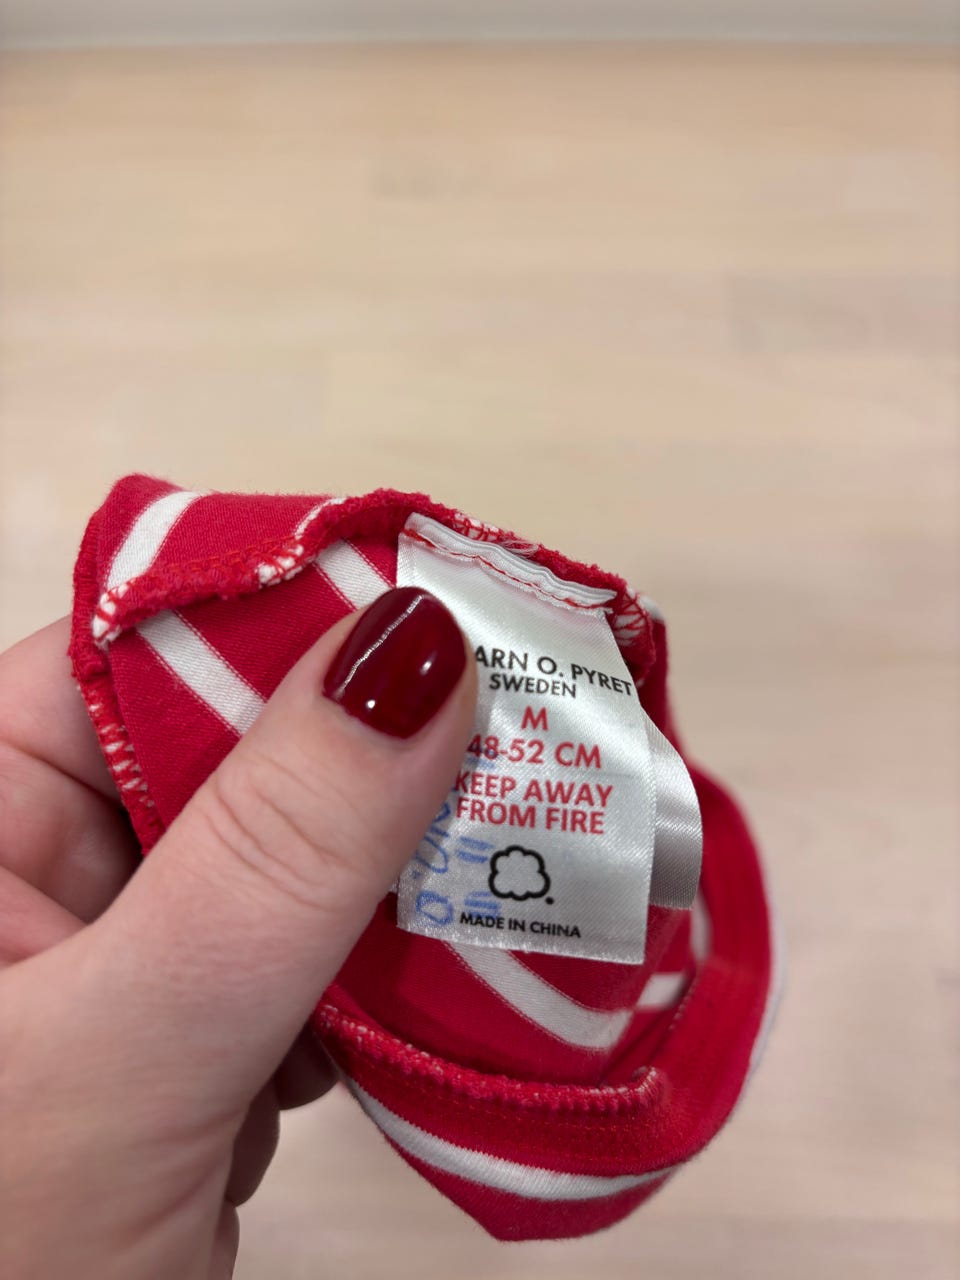 ARN O. PYRET
SWEDEN
M
48-52 CM
KEEP AWAY
FROM FIRE
MADE IN CHINA